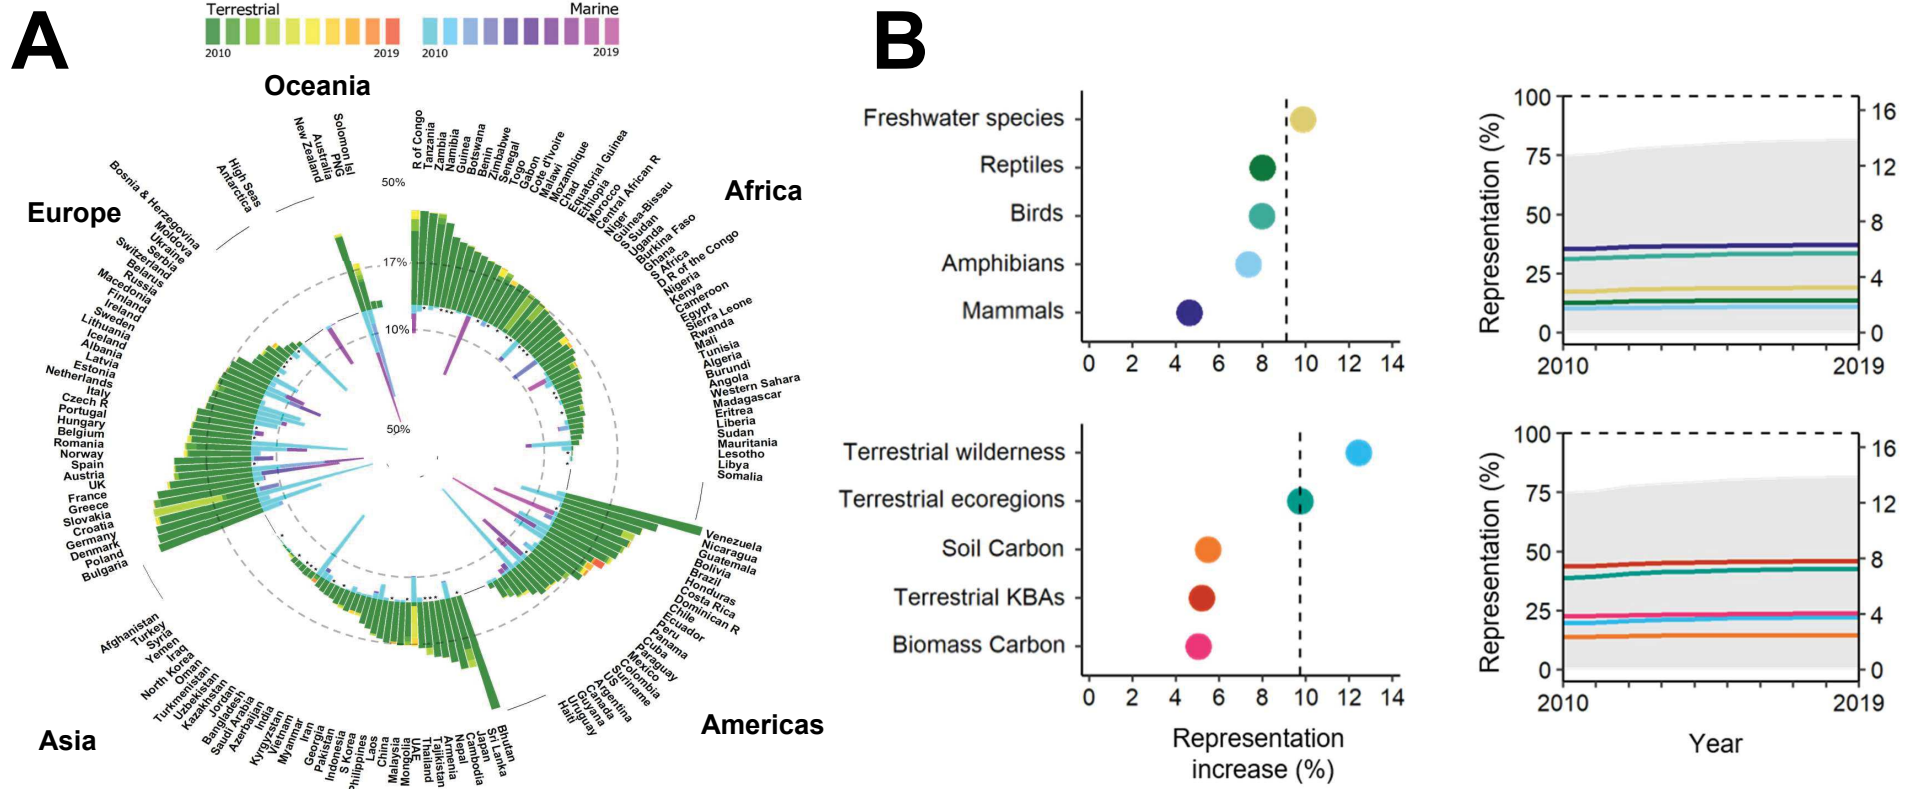 A
Terrestrial
2010
2019
Marine
2010
2019
Oceania
Solomon Isl
PNG
Australia
New Zealand
High Seas
Antarctica
Europe
Bosnia & Herzegovina
Moldova
Ukraine
Serbia
Switzerland
Belarus
Russia
Macedonia
Finland
Ireland
Sweden
Lithuania
Iceland
Albania
Latvia
Estonia
Netherlands
Italy
Czech R
Portugal
Hungary
Belgium
Romania
Norway
Spain
Austria
UK
France
Greece
Slovakia
Croatia
Germany
Denmark
Poland
Bulgaria
50%
17%
10%
50%
Africa
R of Congo
Tanzania
Zambia
Namibia
Guinea
Botswana
Benin
Zimbabwe
Senegal
Togo
Gabon
Cote d'Ivoire
Malawi
Mozambique
Chad
Equatorial Guinea
Ethiopia
Morocco
Central African R
Niger
Guinea-Bissau
S Sudan
Uganda
Burkina Faso
Ghana
S Africa
D R of the Congo
Nigeria
Kenya
Cameroon
Egypt
Sierra Leone
Rwanda
Mali
Tunisia
Algeria
Burundi
Angola
Western Sahara
Madagascar
Eritrea
Liberia
Sudan
Mauritania
Lesotho
Libya
Somalia
Venezuela
Nicaragua
Guatemala
Bolivia
Brazil
Honduras
Costa Rica
Dominican R
Chile
Ecuador
Peru
Panama
Cuba
Paraguay
Mexico
Colombia
Suriname
US
Argentina
Canada
Guyana
Uruguay
Haiti
Americas
Bhutan
Sri Lanka
Japan
Cambodia
Nepal
Armenia
Tajikistan
Thailand
UAE
Mongolia
Malaysia
China
Laos
Philippines
S Korea
Indonesia
Pakistan
Georgia
Iran
Myanmar
Vietnam
Kyrgyzstan
India
Azerbaijan
Saudi Arabia
Bangladesh
Jordan
Kazakhstan
Uzbekistan
Turkmenistan
Oman
North Korea
Iraq
Yemen
Syria
Turkey
Afghanistan
Asia
B
Freshwater species
Reptiles
Birds
Amphibians
Mammals
0 2 4 6 8 10 12 14
Representation (%)
100
75
50
25
0
16
12
8
4
0
2010
2019
Terrestrial wilderness
Terrestrial ecoregions
Soil Carbon
Terrestrial KBAs
Biomass Carbon
0 2 4 6 8 10 12 14
Representation
increase (%)
Representation (%)
100
75
50
25
0
16
12
8
4
0
2010
2019
Year